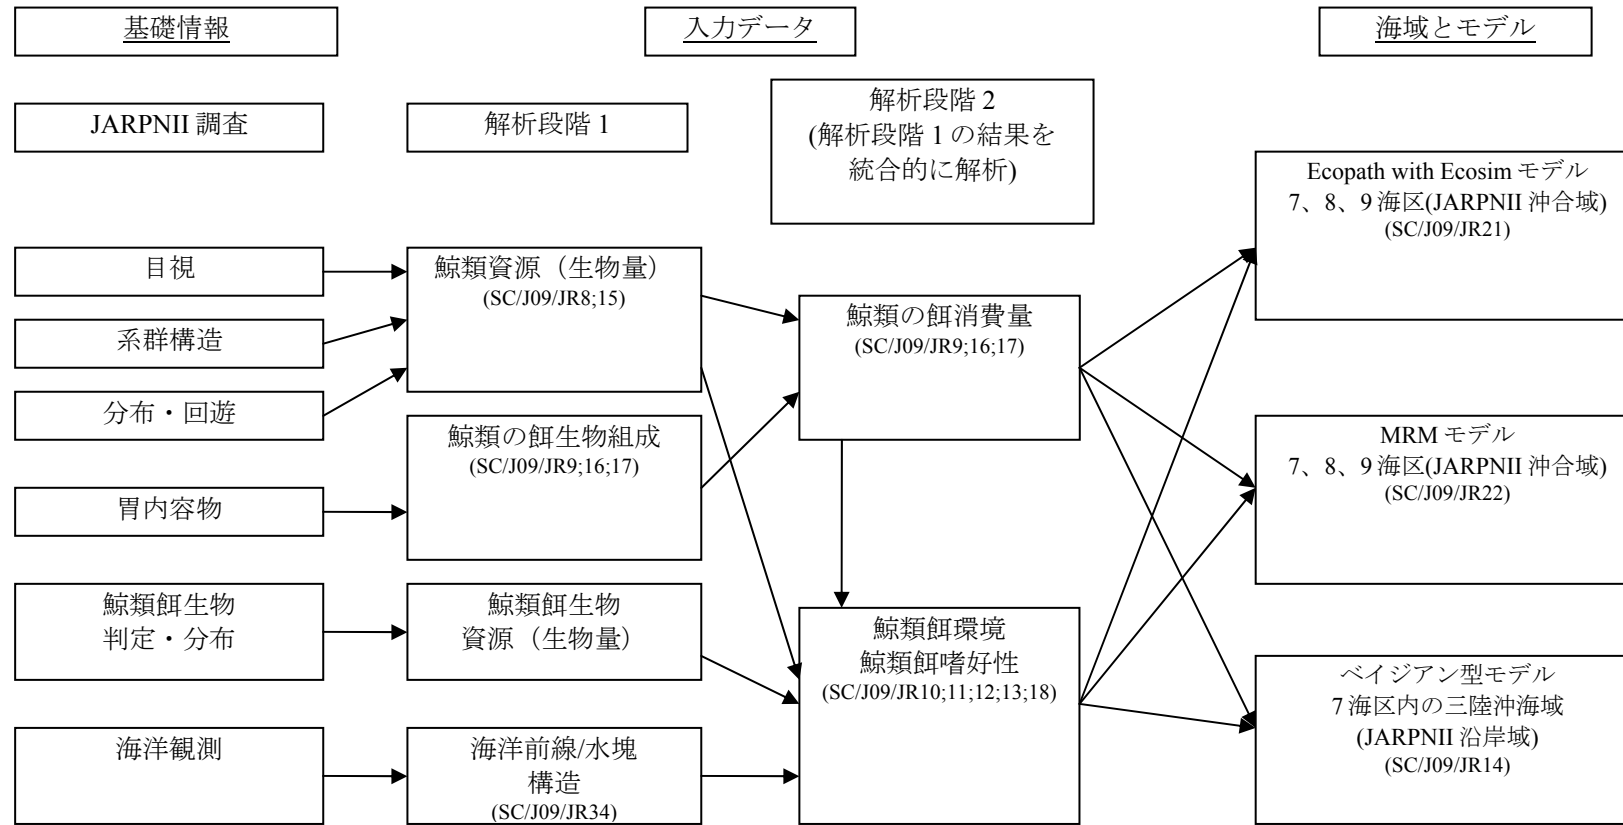 基礎情報
入力データ
海域とモデル
JARPNII 調査
解析段階 1
解析段階 2
(解析段階 1 の結果を
統合的に解析)
目視
系群構造
分布・回遊
胃内容物
鯨類餌生物
判定・分布
海洋観測
鯨類資源（生物量）
(SC/J09/JR8;15)
鯨類の餌生物組成
(SC/J09/JR9;16;17)
鯨類餌生物
資源（生物量）
海洋前線/水塊
構造
(SC/J09/JR34)
鯨類の餌消費量
(SC/J09/JR9;16;17)
鯨類餌環境
鯨類餌嗜好性
(SC/J09/JR10;11;12;13;18)
Ecopath with Ecosim モデル
7、8、9 海区(JARPNII 沖合域)
(SC/J09/JR21)
MRM モデル
7、8、9 海区(JARPNII 沖合域)
(SC/J09/JR22)
ベイジアン型モデル
7 海区内の三陸沖海域
(JARPNII 沿岸域)
(SC/J09/JR14)